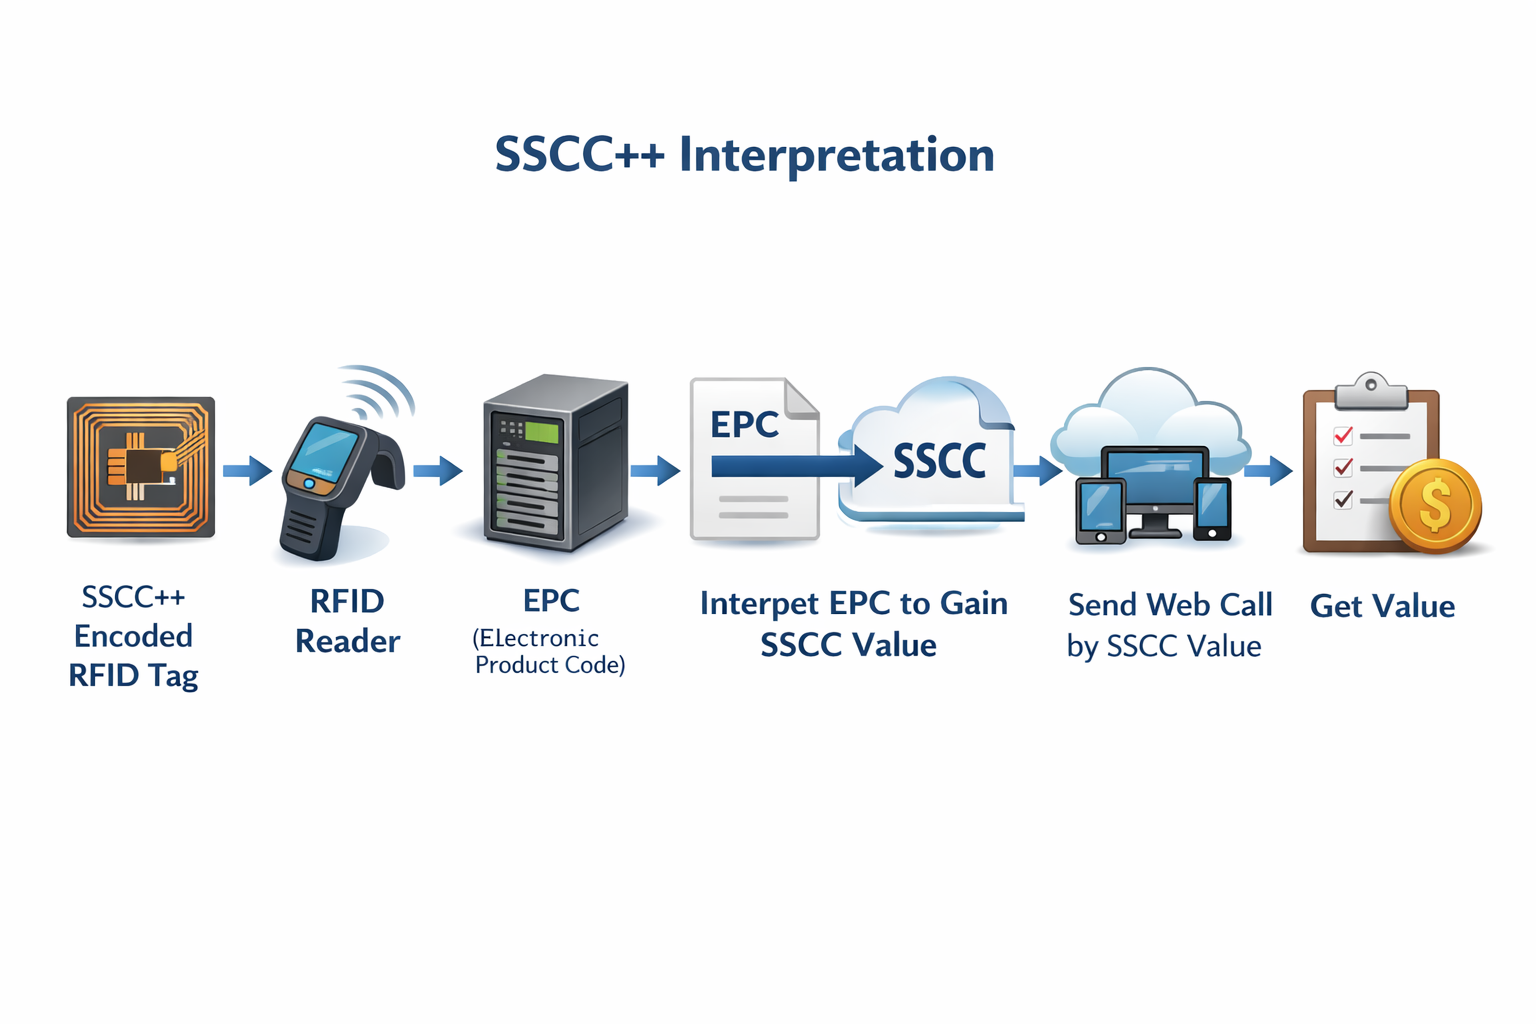 SSCC++ Interpretation
EPC
SSCC
$
SSCC++
Encoded
RFID Tag
RFID
Reader
EPC
(ELectronic
Product Code)
Interpet EPC to Gain
SSCC Value
Send Web Call
by SSCC Value
Get Value